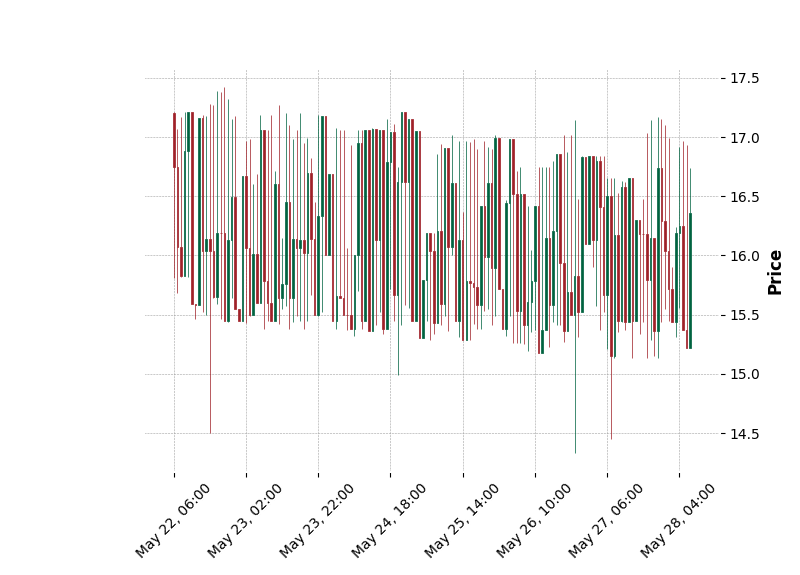 17.5
17.0
16.5
16.0
15.5
15.0
14.5
Price
May 22, 06:00
May 23, 02:00
May 23, 22:00
May 24, 18:00
May 25, 14:00
May 26, 10:00
May 27, 06:00
May 28, 04:00